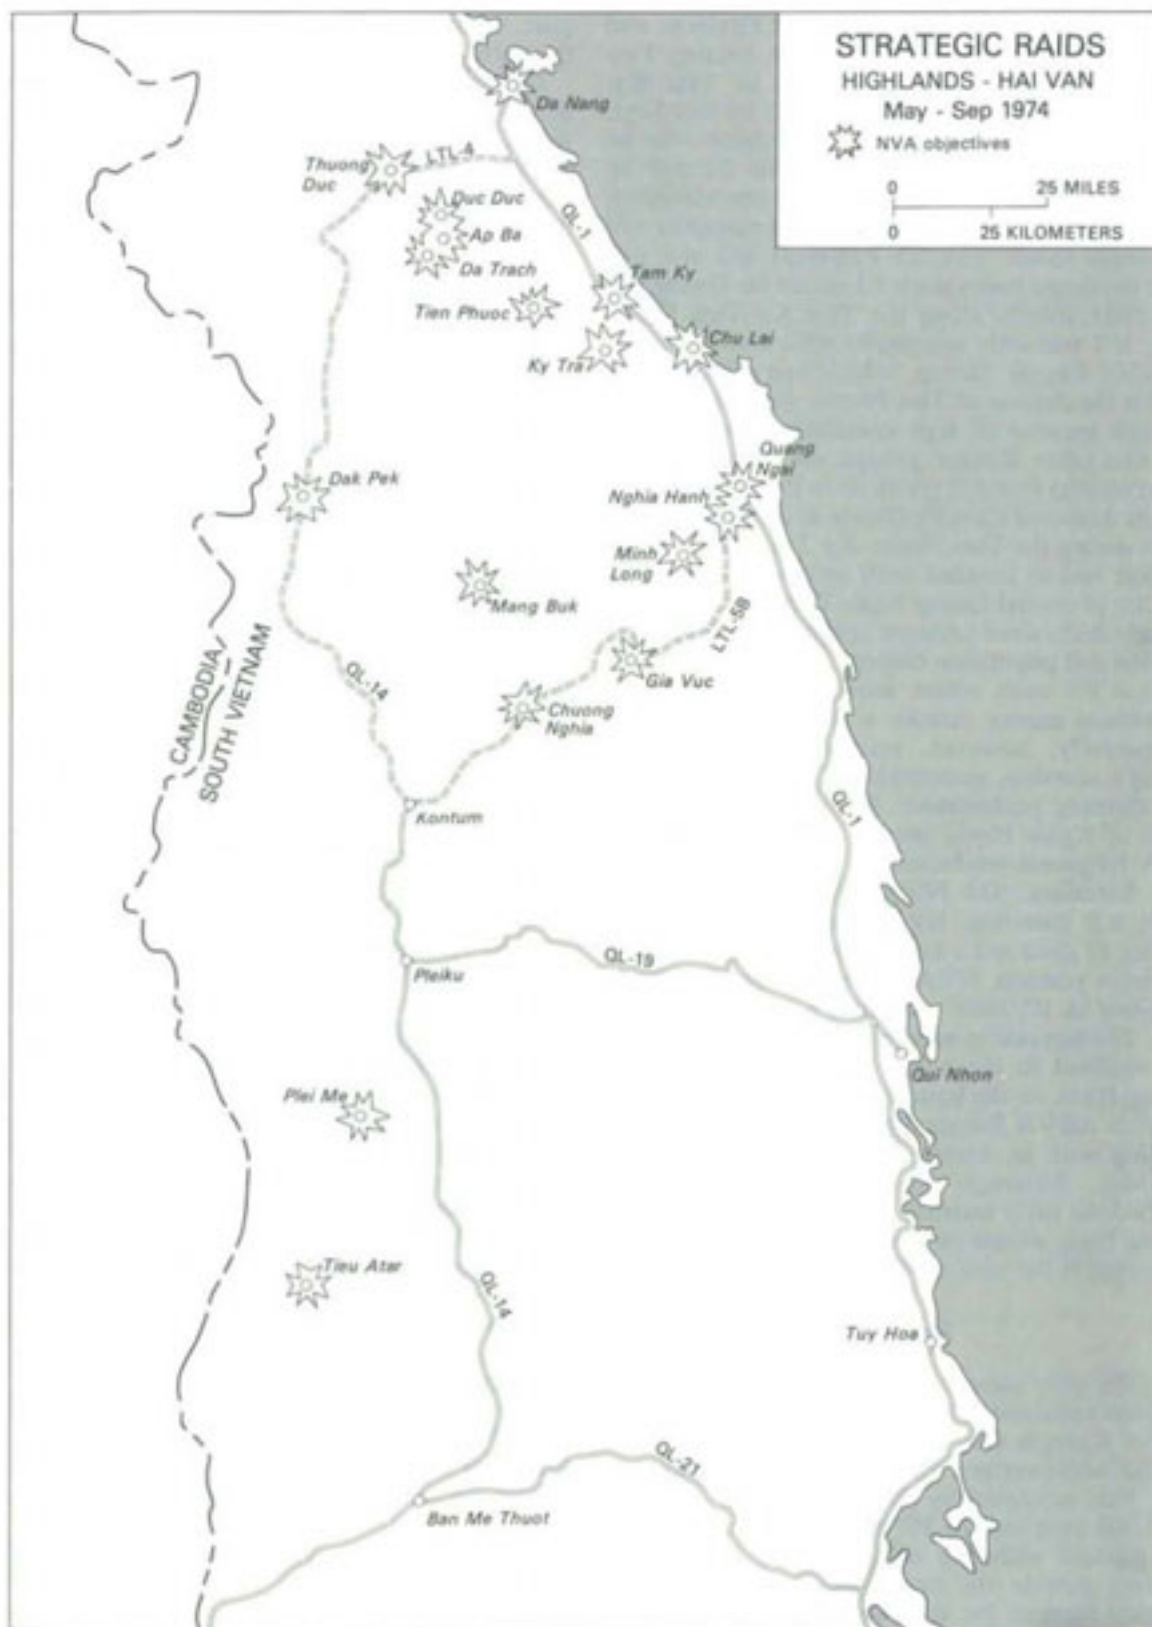 STRATEGIC RAIDS
HIGHLANDS - HAI VAN
May - Sep 1974
NVA objectives
0 25 MILES
0 25 KILOMETERS
Da Nang
LTL-4
Thuong
Duc
Duc Duc
Ap Ba
Da Trach
QL-1
Tam Ky
Tien Phuoc
Ky Tra
Chu Lai
Quang
Ngai
Dak Pek
Nghia Hanh
Minh
Long
Mang Buk
LTL-5B
CAMBODIA
SOUTH VIETNAM
QL-14
Gia Vuc
Chuong
Nghia
Kontum
QL-1
QL-19
Pleiku
Qui Nhon
Plei Me
Tieu Atar
QL-14
Tuy Hoa
QL-21
Ban Me Thuot